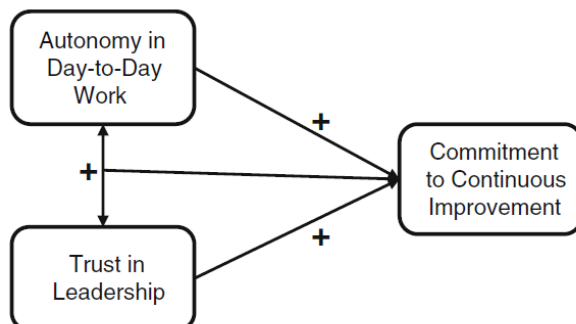 Autonomy in
Day-to-Day
Work
+
+
Commitment
to Continuous
Improvement
+
Trust in
Leadership